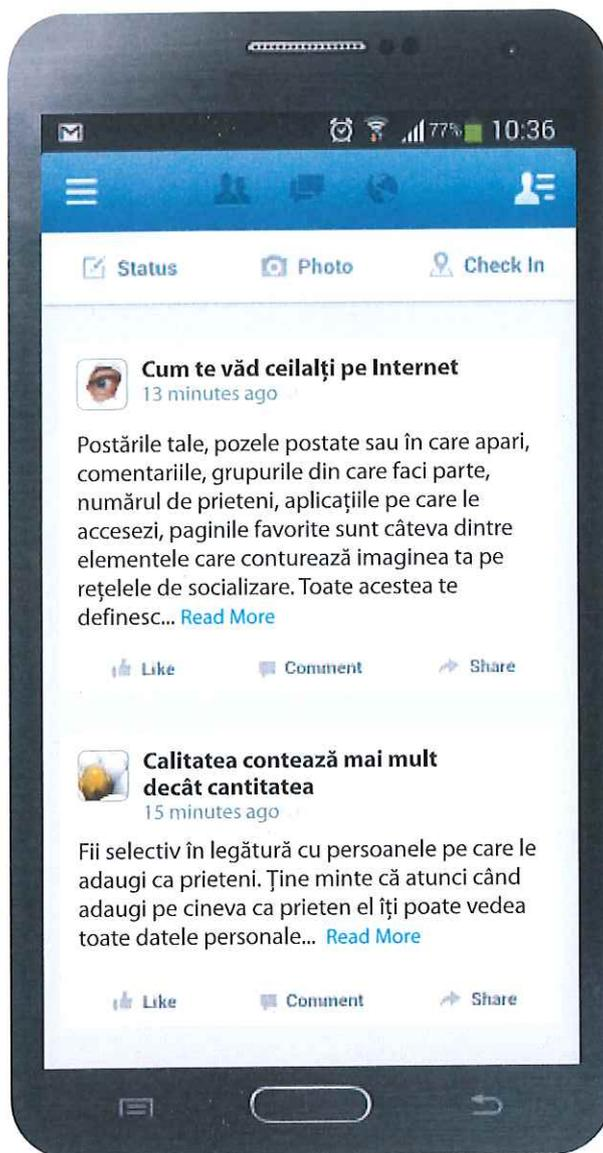 77% 10:36
Status Photo Check In
Cum te văd ceilalți pe Internet
13 minutes ago
Postările tale, pozele postate sau în care apari,
comentariile, grupurile din care faci parte,
numărul de prieteni, aplicațiile pe care le
accesezi, paginile favorite sunt câteva dintre
elementele care conturează imaginea ta pe
rețelele de socializare. Toate acestea te
definesc... Read More
Like Comment Share
Calitatea contează mai mult
decât cantitatea
15 minutes ago
Fii selectiv în legătură cu persoanele pe care le
adaugi ca prieteni. Ține minte că atunci când
adaugi pe cineva ca prieten el îți poate vedea
toate datele personale... Read More
Like Comment Share